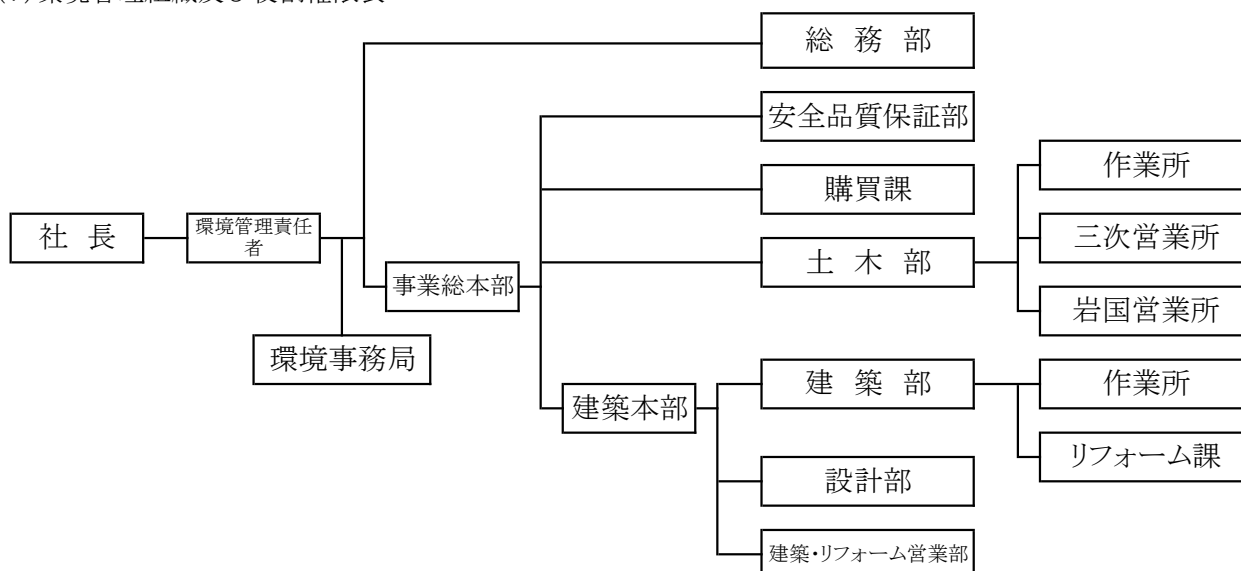 総 務 部
安全品質保証部
作業所
購買課
社 長
環境管理責任
者
三次営業所
土 木 部
事業総本部
岩国営業所
環境事務局
建 築 部
作業所
建築本部
リフォーム課
設計部
建築・リフォーム営業部